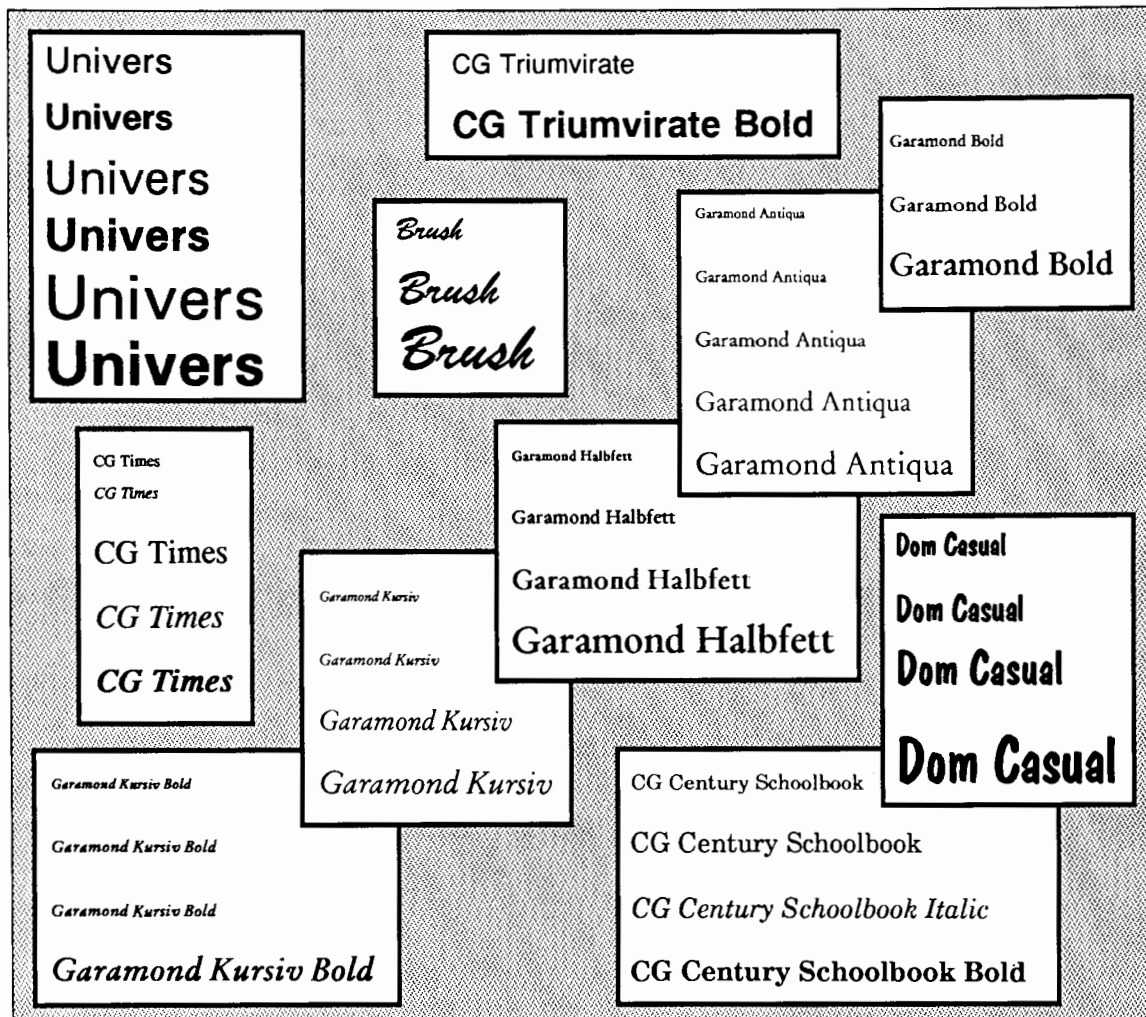 Univers
Univers
Univers
Univers
Univers
Univers
CG Triumvirate
CG Triumvirate Bold
Brush
Brush
Brush
Garamond Bold
Garamond Bold
Garamond Bold
Garamond Antiqua
Garamond Antiqua
Garamond Antiqua
Garamond Antiqua
Garamond Antiqua
CG Times
CG Times
CG Times
CG Times
CG Times
Garamond Halbfett
Garamond Halbfett
Garamond Halbfett
Garamond Halbfett
Dom Casual
Dom Casual
Dom Casual
Dom Casual
Garamond Kursiv
Garamond Kursiv
Garamond Kursiv
Garamond Kursiv
Garamond Kursiv Bold
Garamond Kursiv Bold
Garamond Kursiv Bold
Garamond Kursiv Bold
CG Century Schoolbook
CG Century Schoolbook
CG Century Schoolbook Italic
CG Century Schoolbook Bold